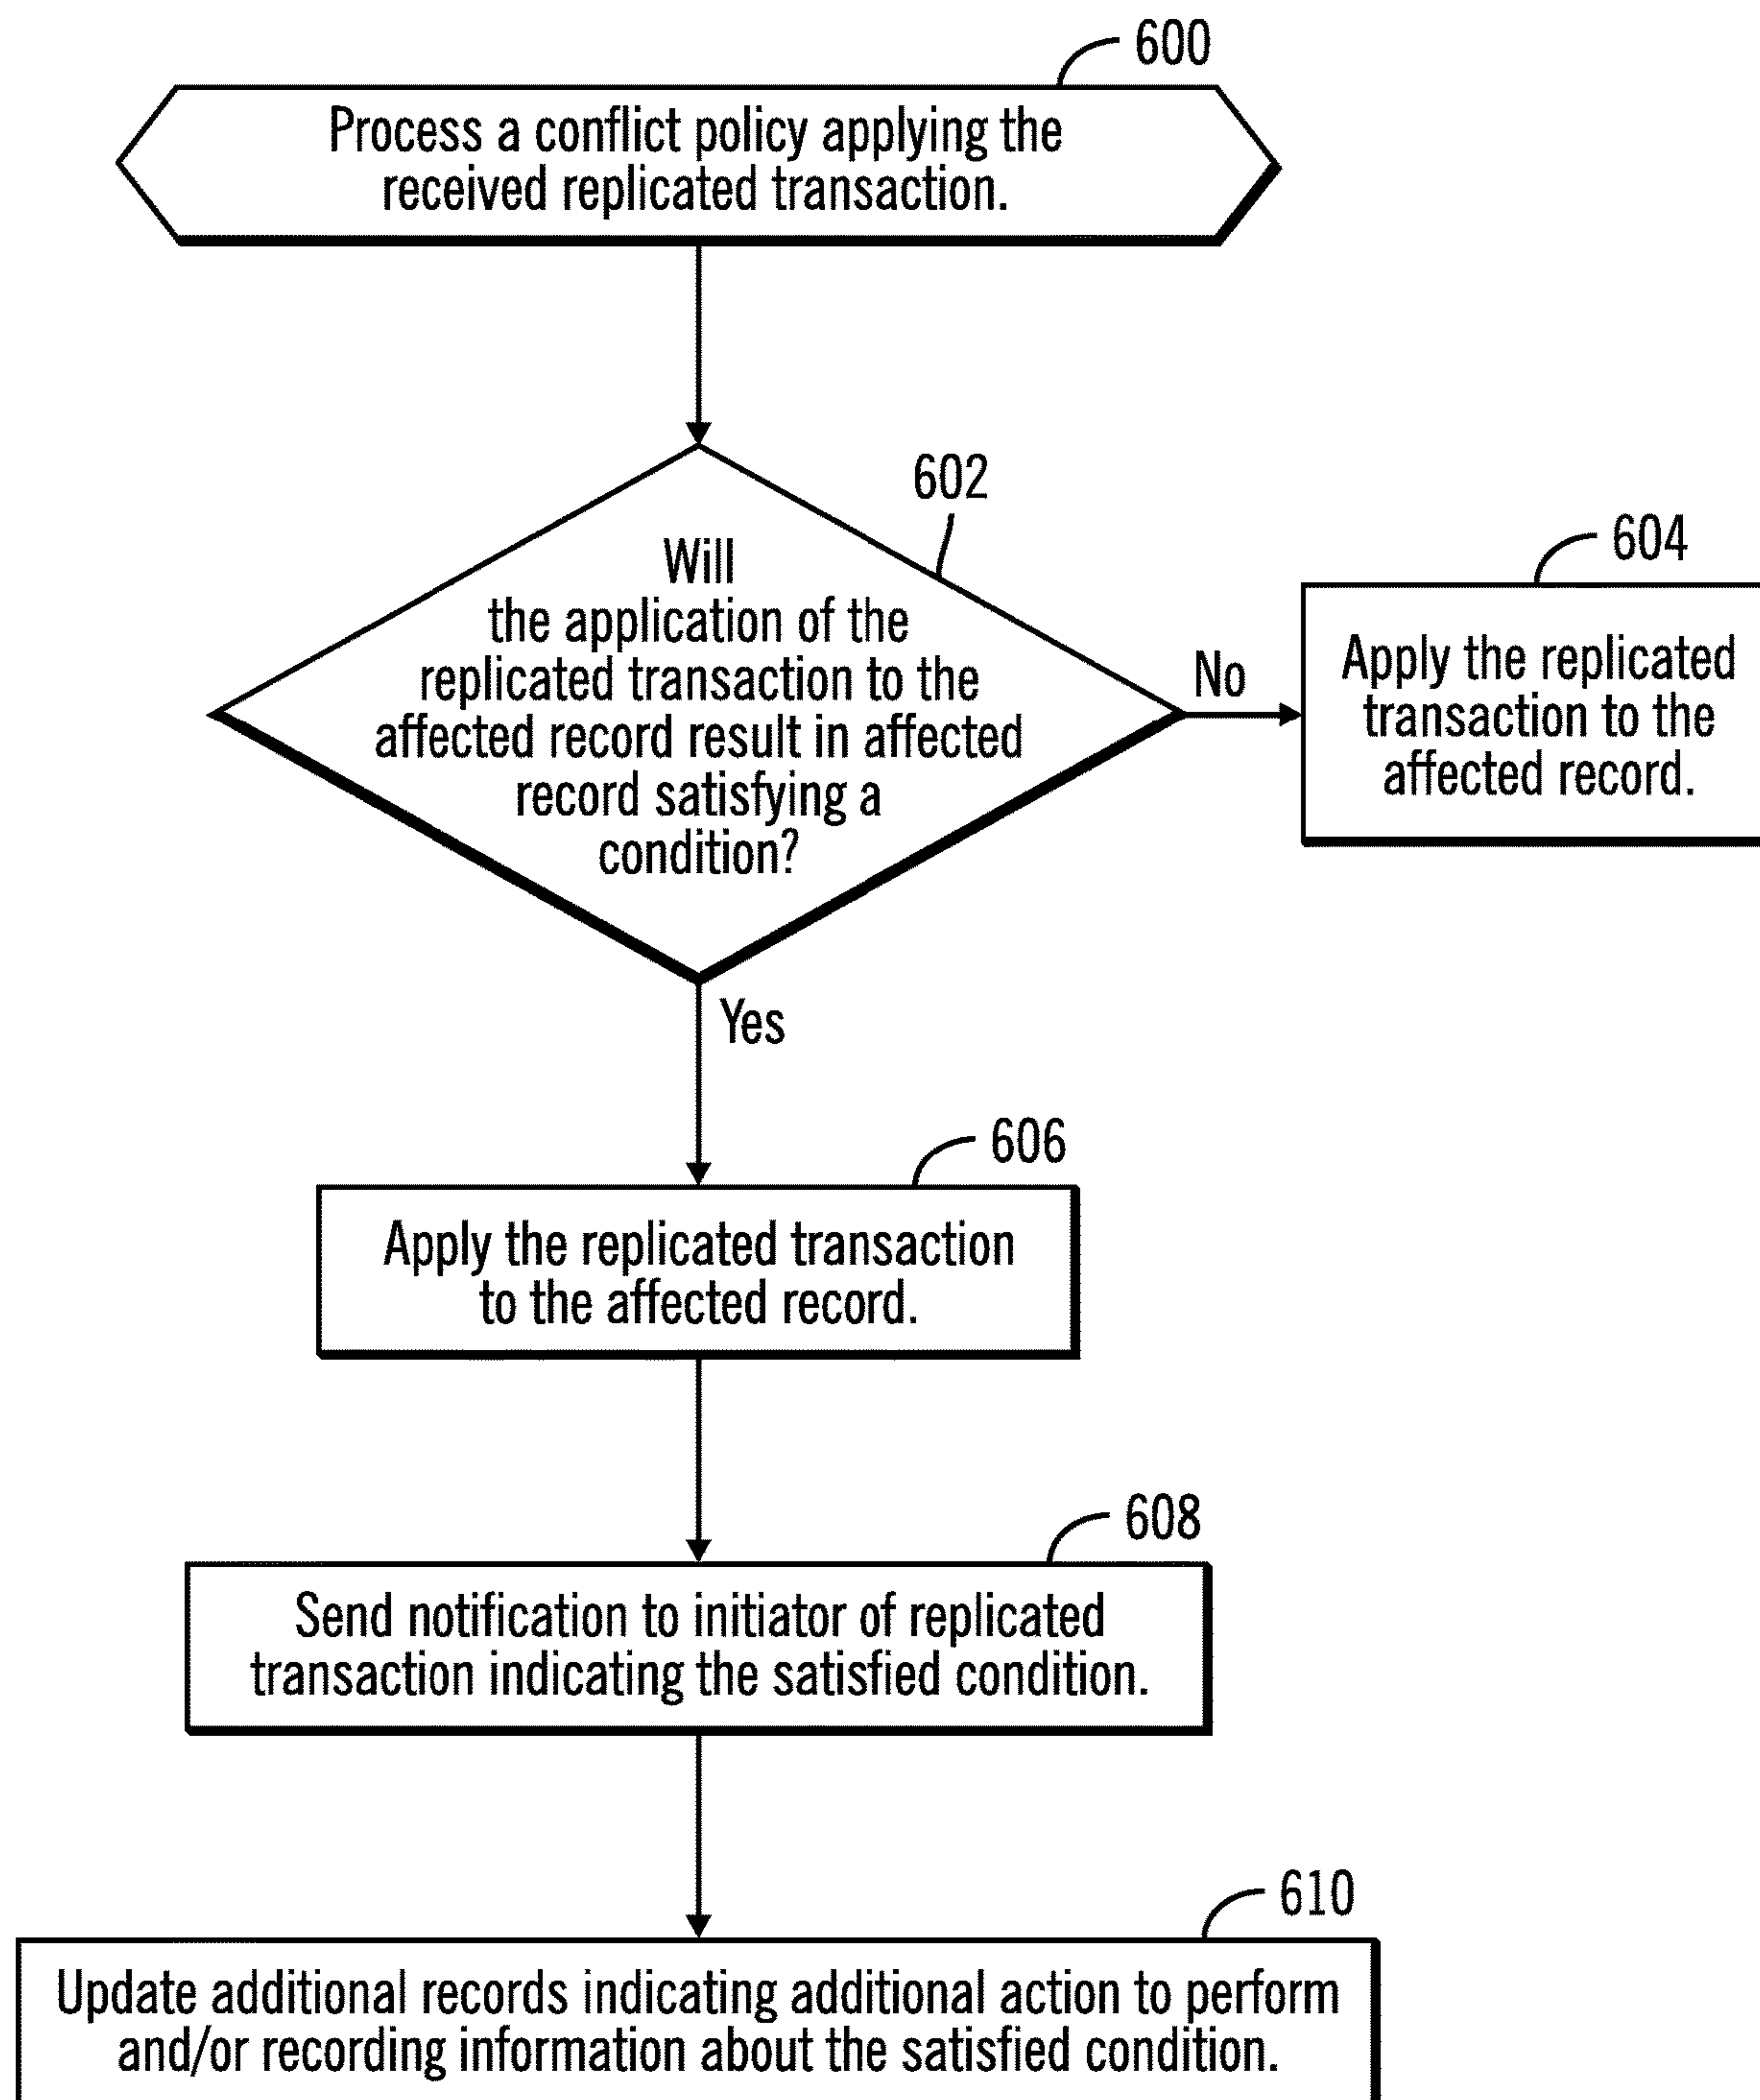 600
Process a conflict policy applying the
received replicated transaction.
602
Will
the application of the
replicated transaction to the
affected record result in affected
record satisfying a
condition?
No
604
Apply the replicated
transaction to the
affected record.
Yes
606
Apply the replicated transaction
to the affected record.
608
Send notification to initiator of replicated
transaction indicating the satisfied condition.
610
Update additional records indicating additional action to perform
and/or recording information about the satisfied condition.